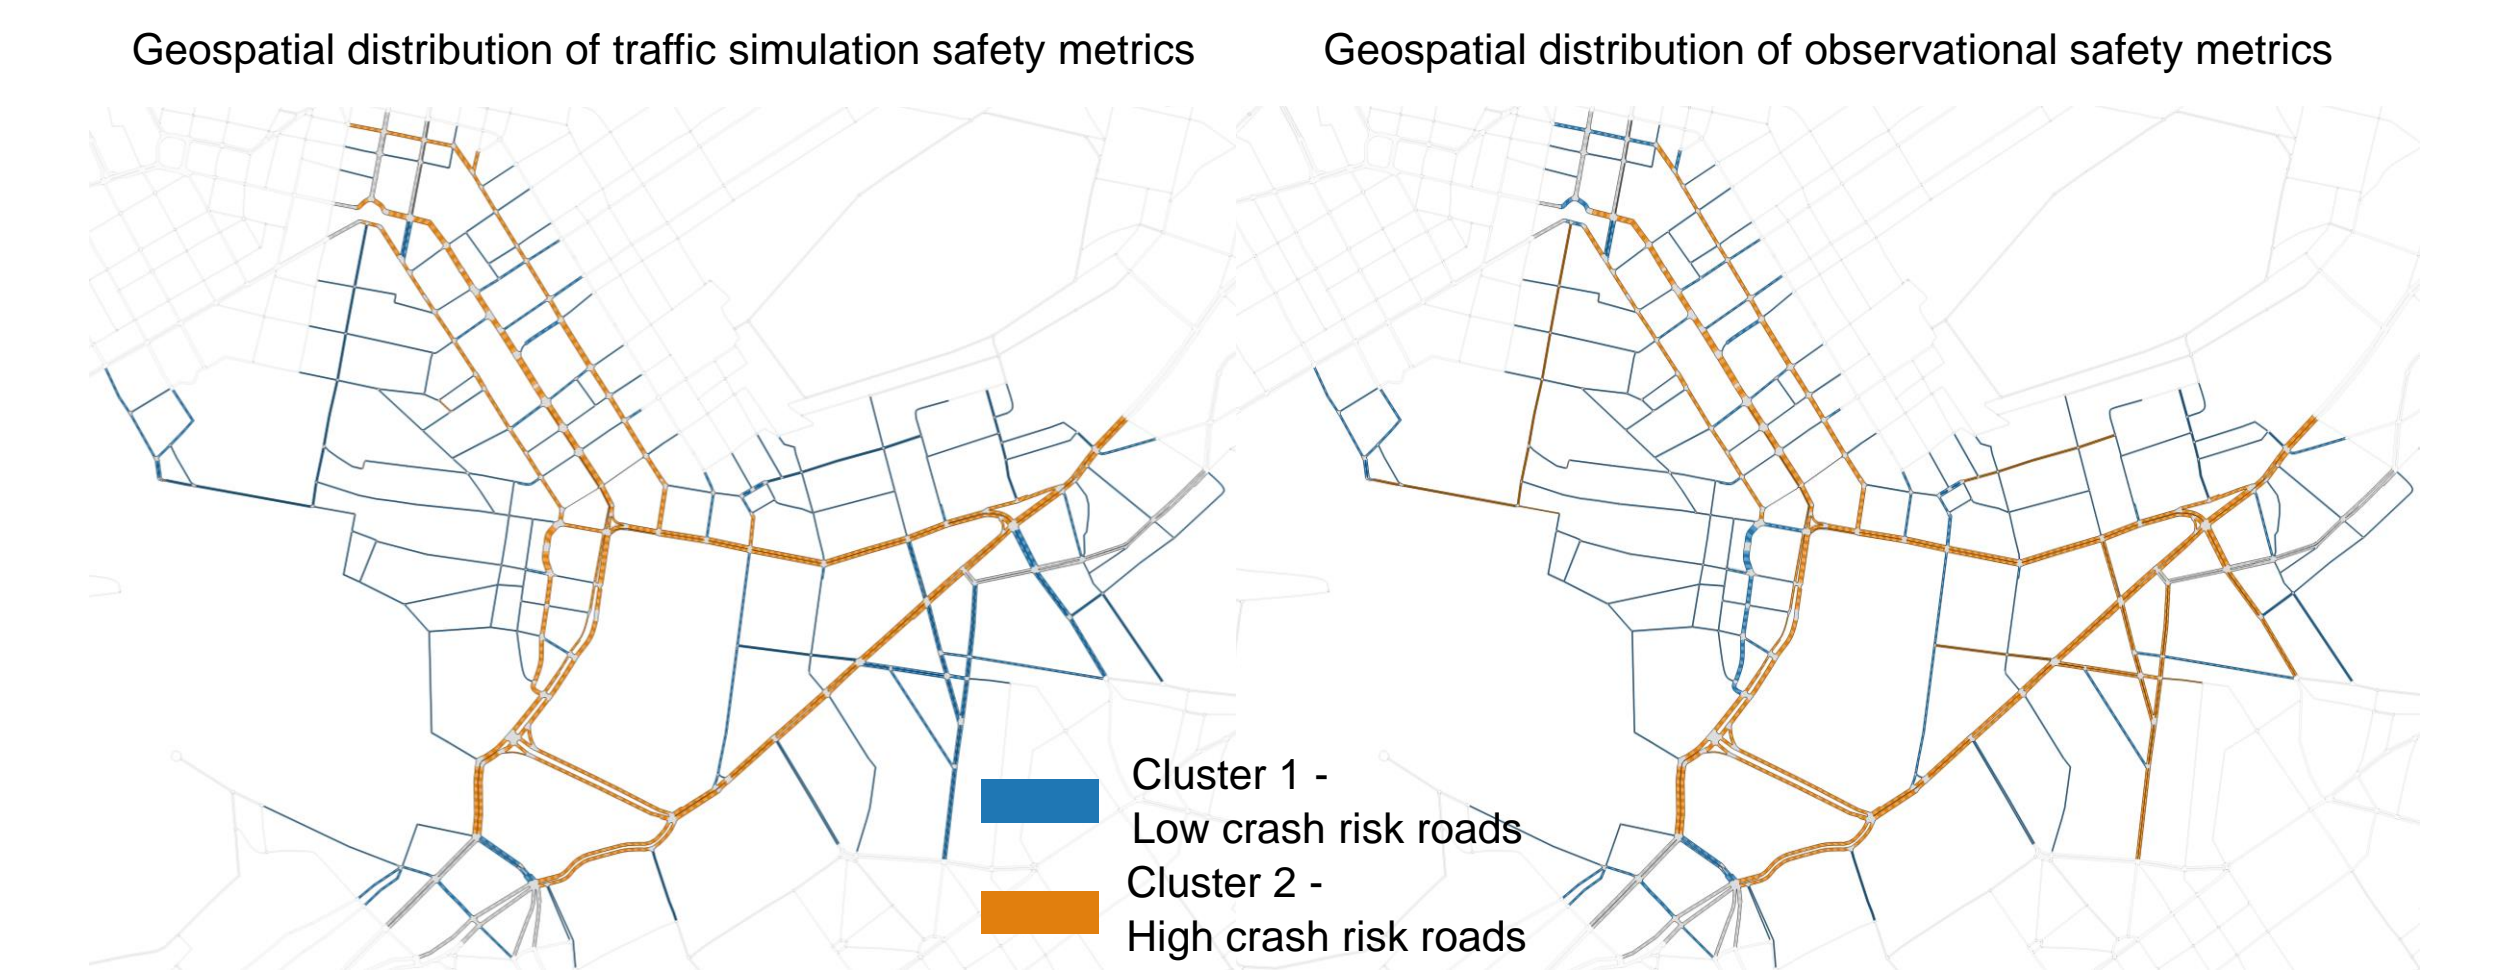 Geospatial distribution of traffic simulation safety metrics
Geospatial distribution of observational safety metrics
Cluster 1 -
Low crash risk roads
Cluster 2 -
High crash risk roads